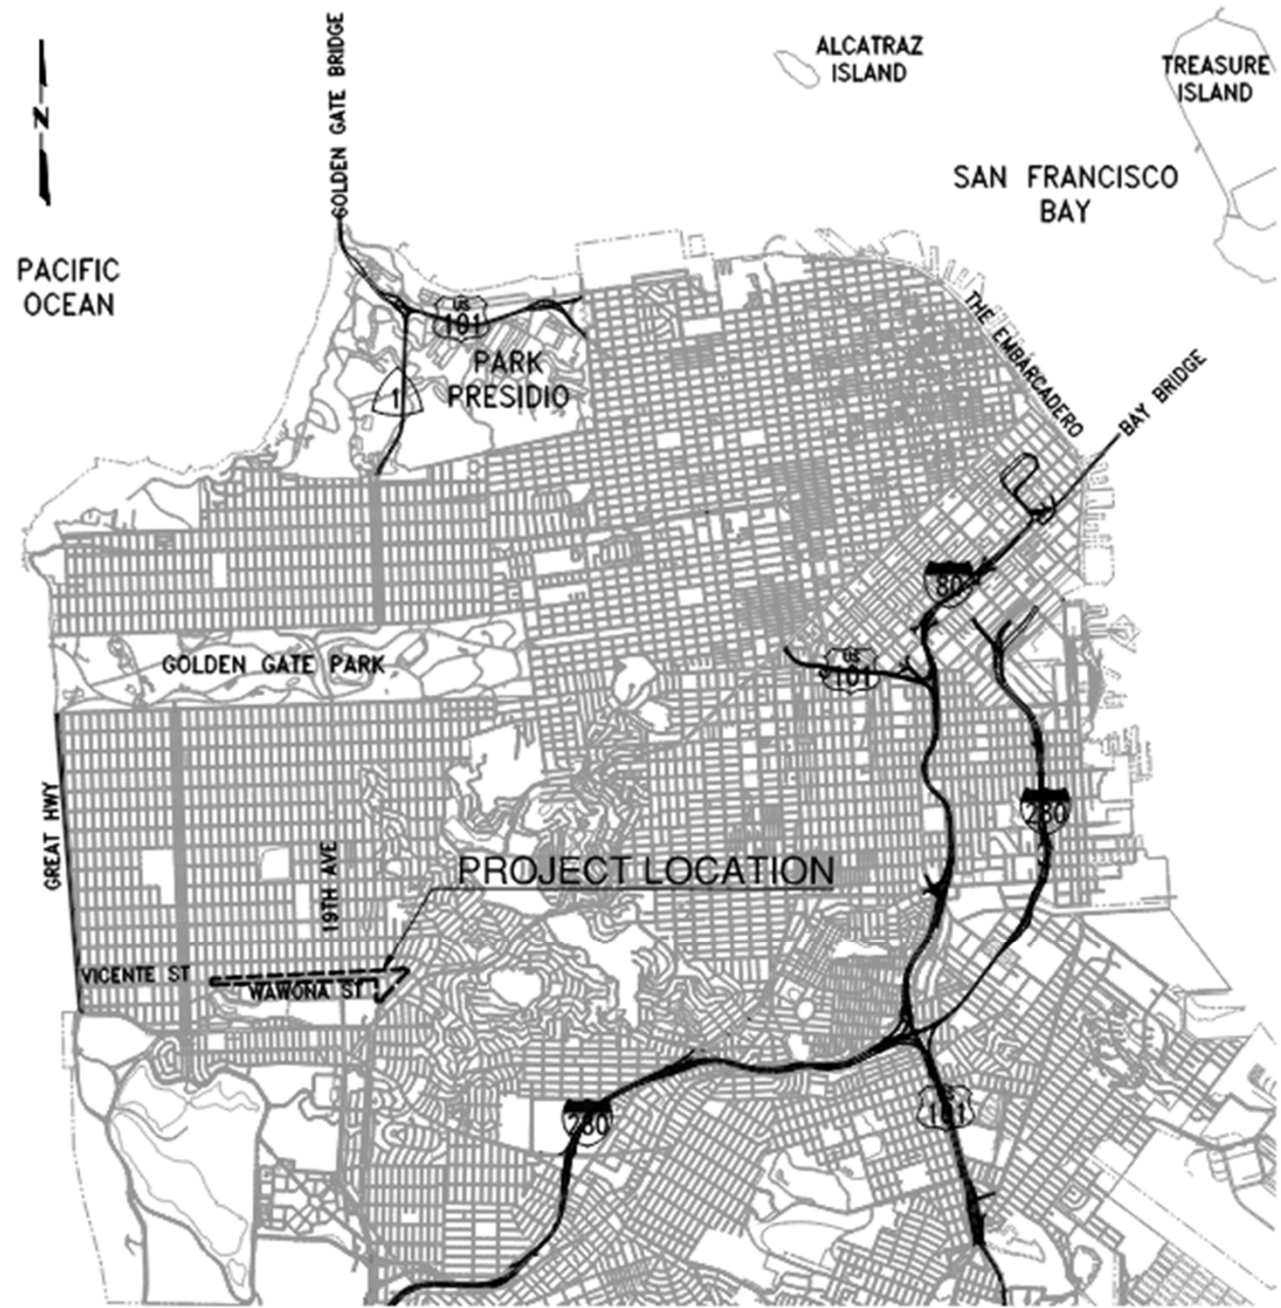 GOLDEN GATE BRIDGE
ALCATRAZ
ISLAND
TREASURE
ISLAND
N
SAN FRANCISCO
BAY
PACIFIC
OCEAN
THE EMBARCADERO
US
101
PARK
PRESIDIO
1
BAY BRIDGE
80
GOLDEN GATE PARK
US
101
GREAT HWY
280
19TH AVE
PROJECT LOCATION
VICENTE ST
WAWONA ST
280
US
101